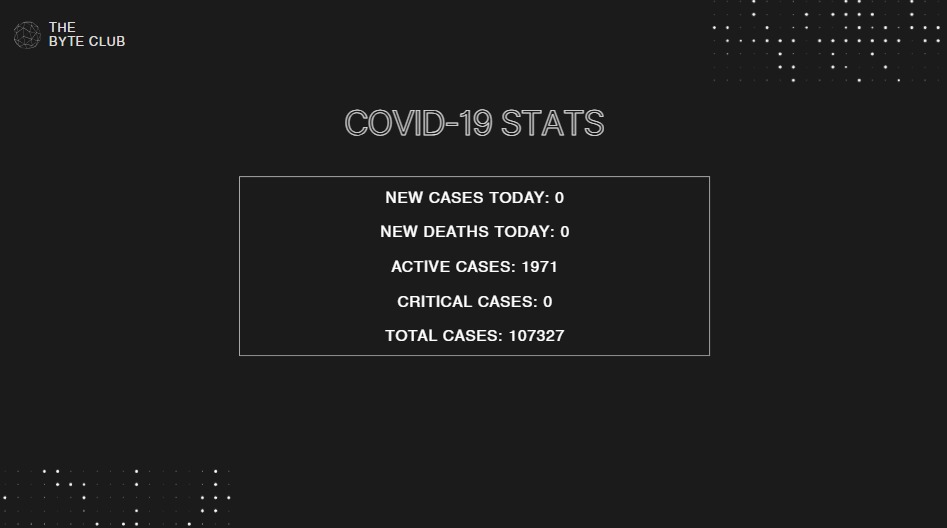 THE
BYTE CLUB
COVID-19 STATS
NEW CASES TODAY: 0
NEW DEATHS TODAY: 0
ACTIVE CASES: 1971
CRITICAL CASES: 0
TOTAL CASES: 107327